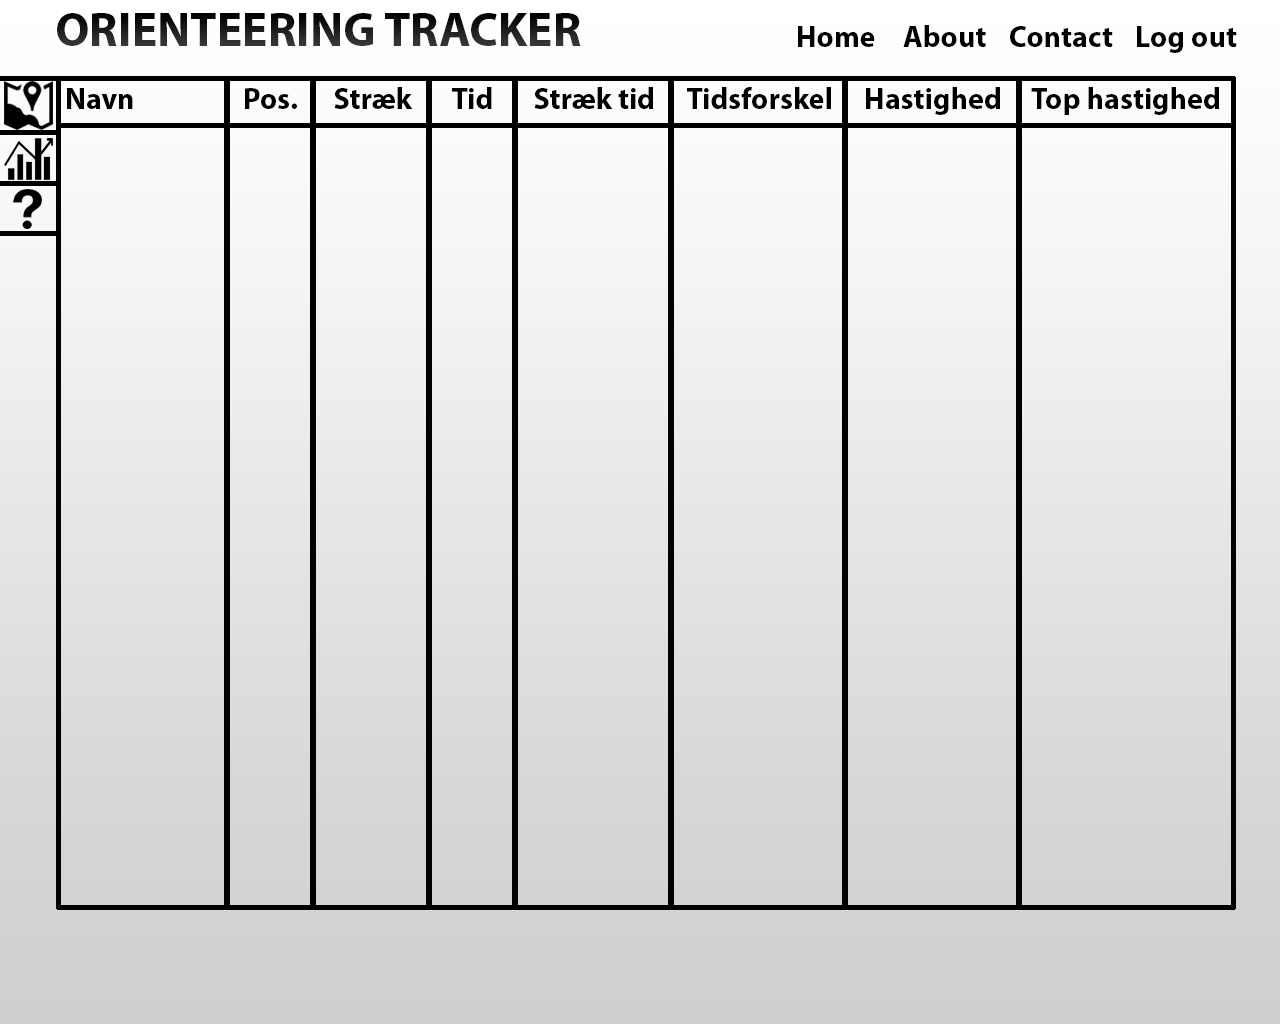 ORIENTEERING TRACKER
Home About Contact Log out
Navn Pos. Stræk Tid Stræk tid Tidsforskel Hastighed Top hastighed
?